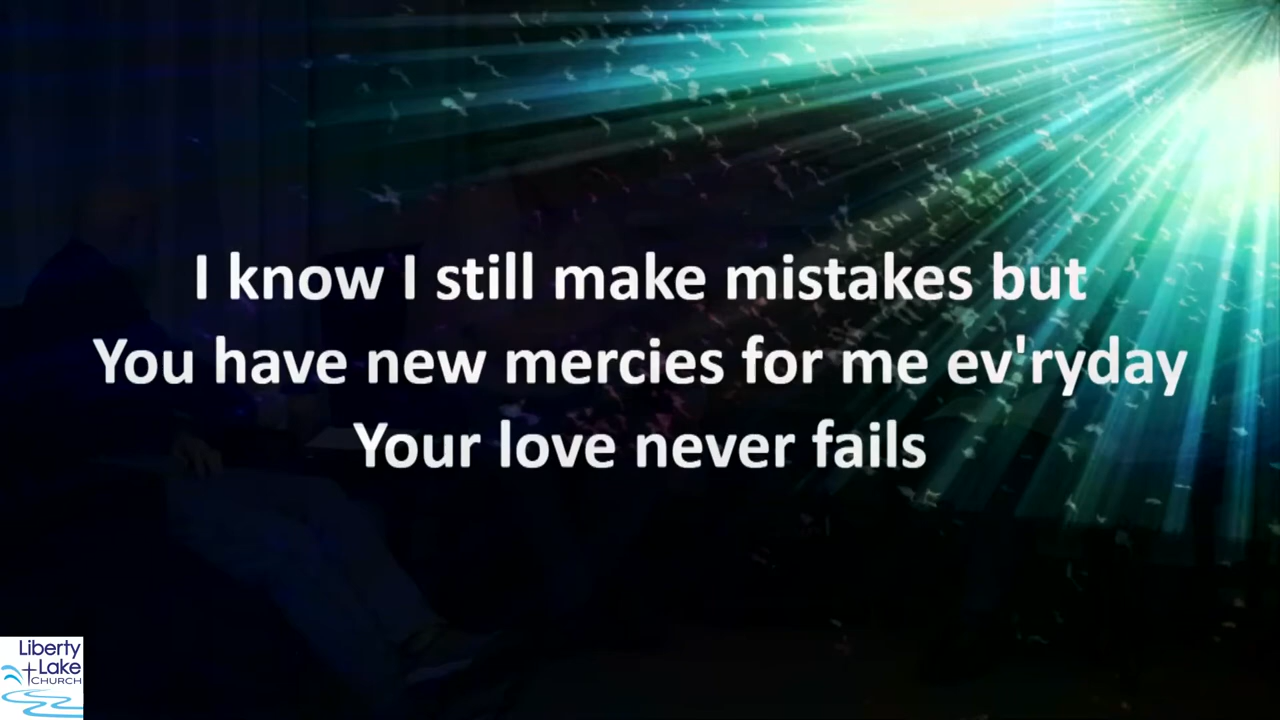 I know I still make mistakes but
You have new mercies for me ev'ryday
Your love never fails
Liberty
Lake
CHURCH